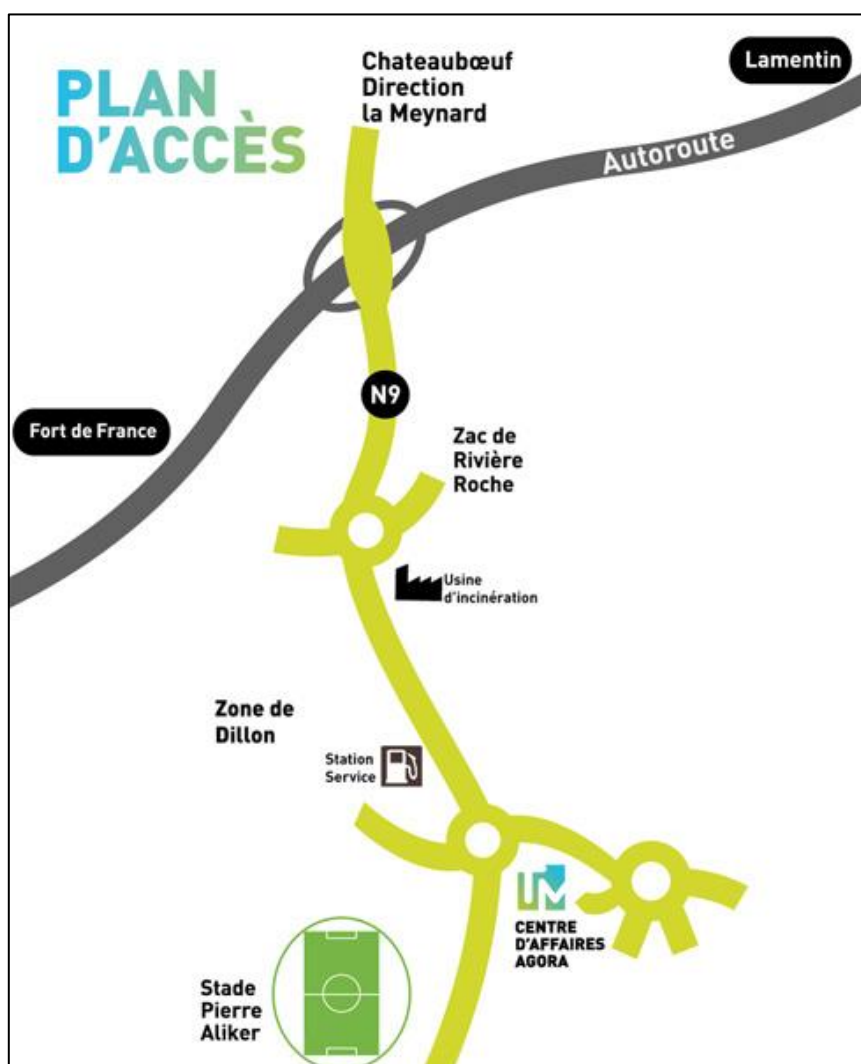 PLAN
D'ACCÈS
Chateaubœuf
Direction
la Meynard
Lamentin
Autoroute
N9
Fort de France
Zac de
Rivière
Roche
Usine
d'incinération
Zone de
Dillon
Station
Service
CENTRE
D'AFFAIRES
AGORA
Stade
Pierre
Aliker